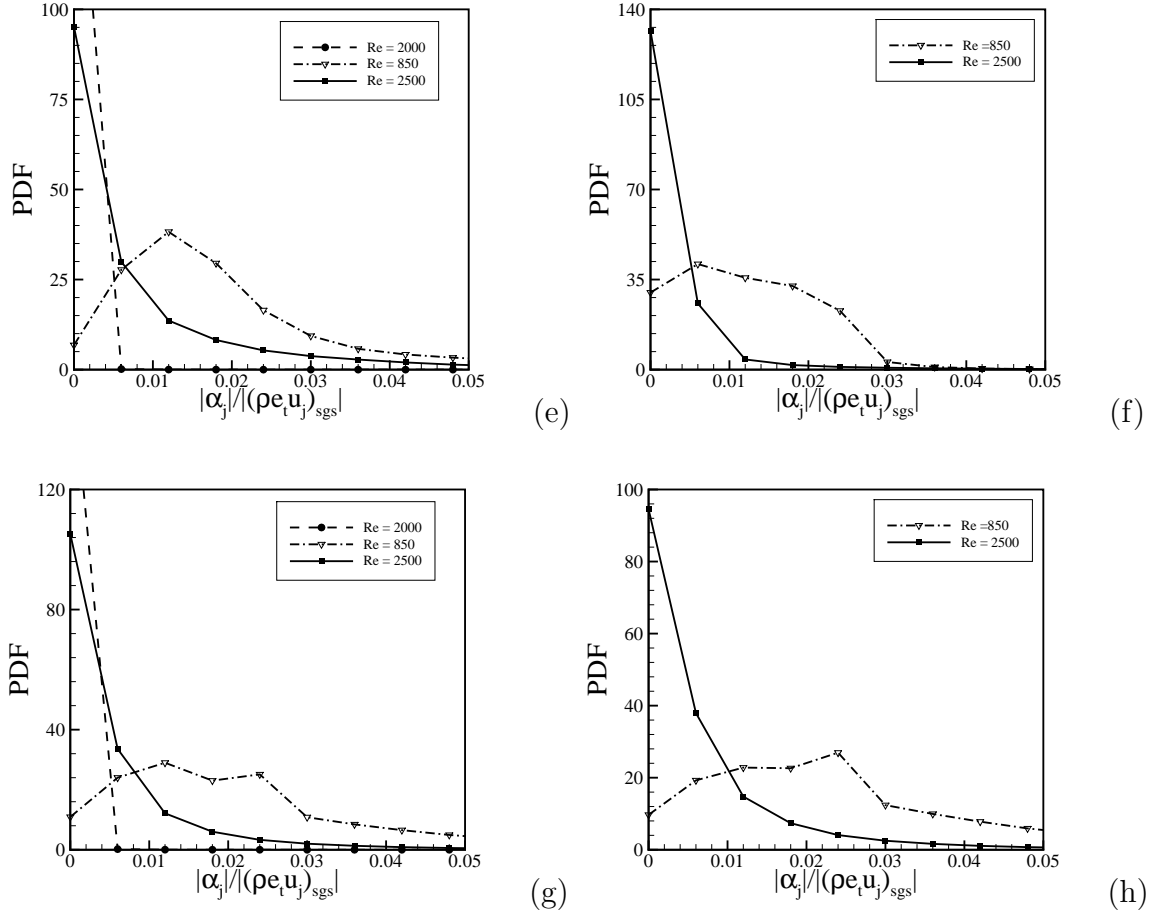 100
75
50
25
0
PDF
Re = 2000
Re = 850
Re = 2500
0 0.01 0.02 0.03 0.04 0.05
|α_j|/|(ρe_t u_j)_sgs|
(e)
140
105
70
35
0
PDF
Re =850
Re = 2500
0 0.01 0.02 0.03 0.04 0.05
|α_j|/|(ρe_t u_j)_sgs|
(f)
120
80
40
0
PDF
Re = 2000
Re = 850
Re = 2500
0 0.01 0.02 0.03 0.04 0.05
|α_j|/|(ρe_t u_j)_sgs|
(g)
100
80
60
40
20
0
PDF
Re =850
Re = 2500
0 0.01 0.02 0.03 0.04 0.05
|α_j|/|(ρe_t u_j)_sgs|
(h)